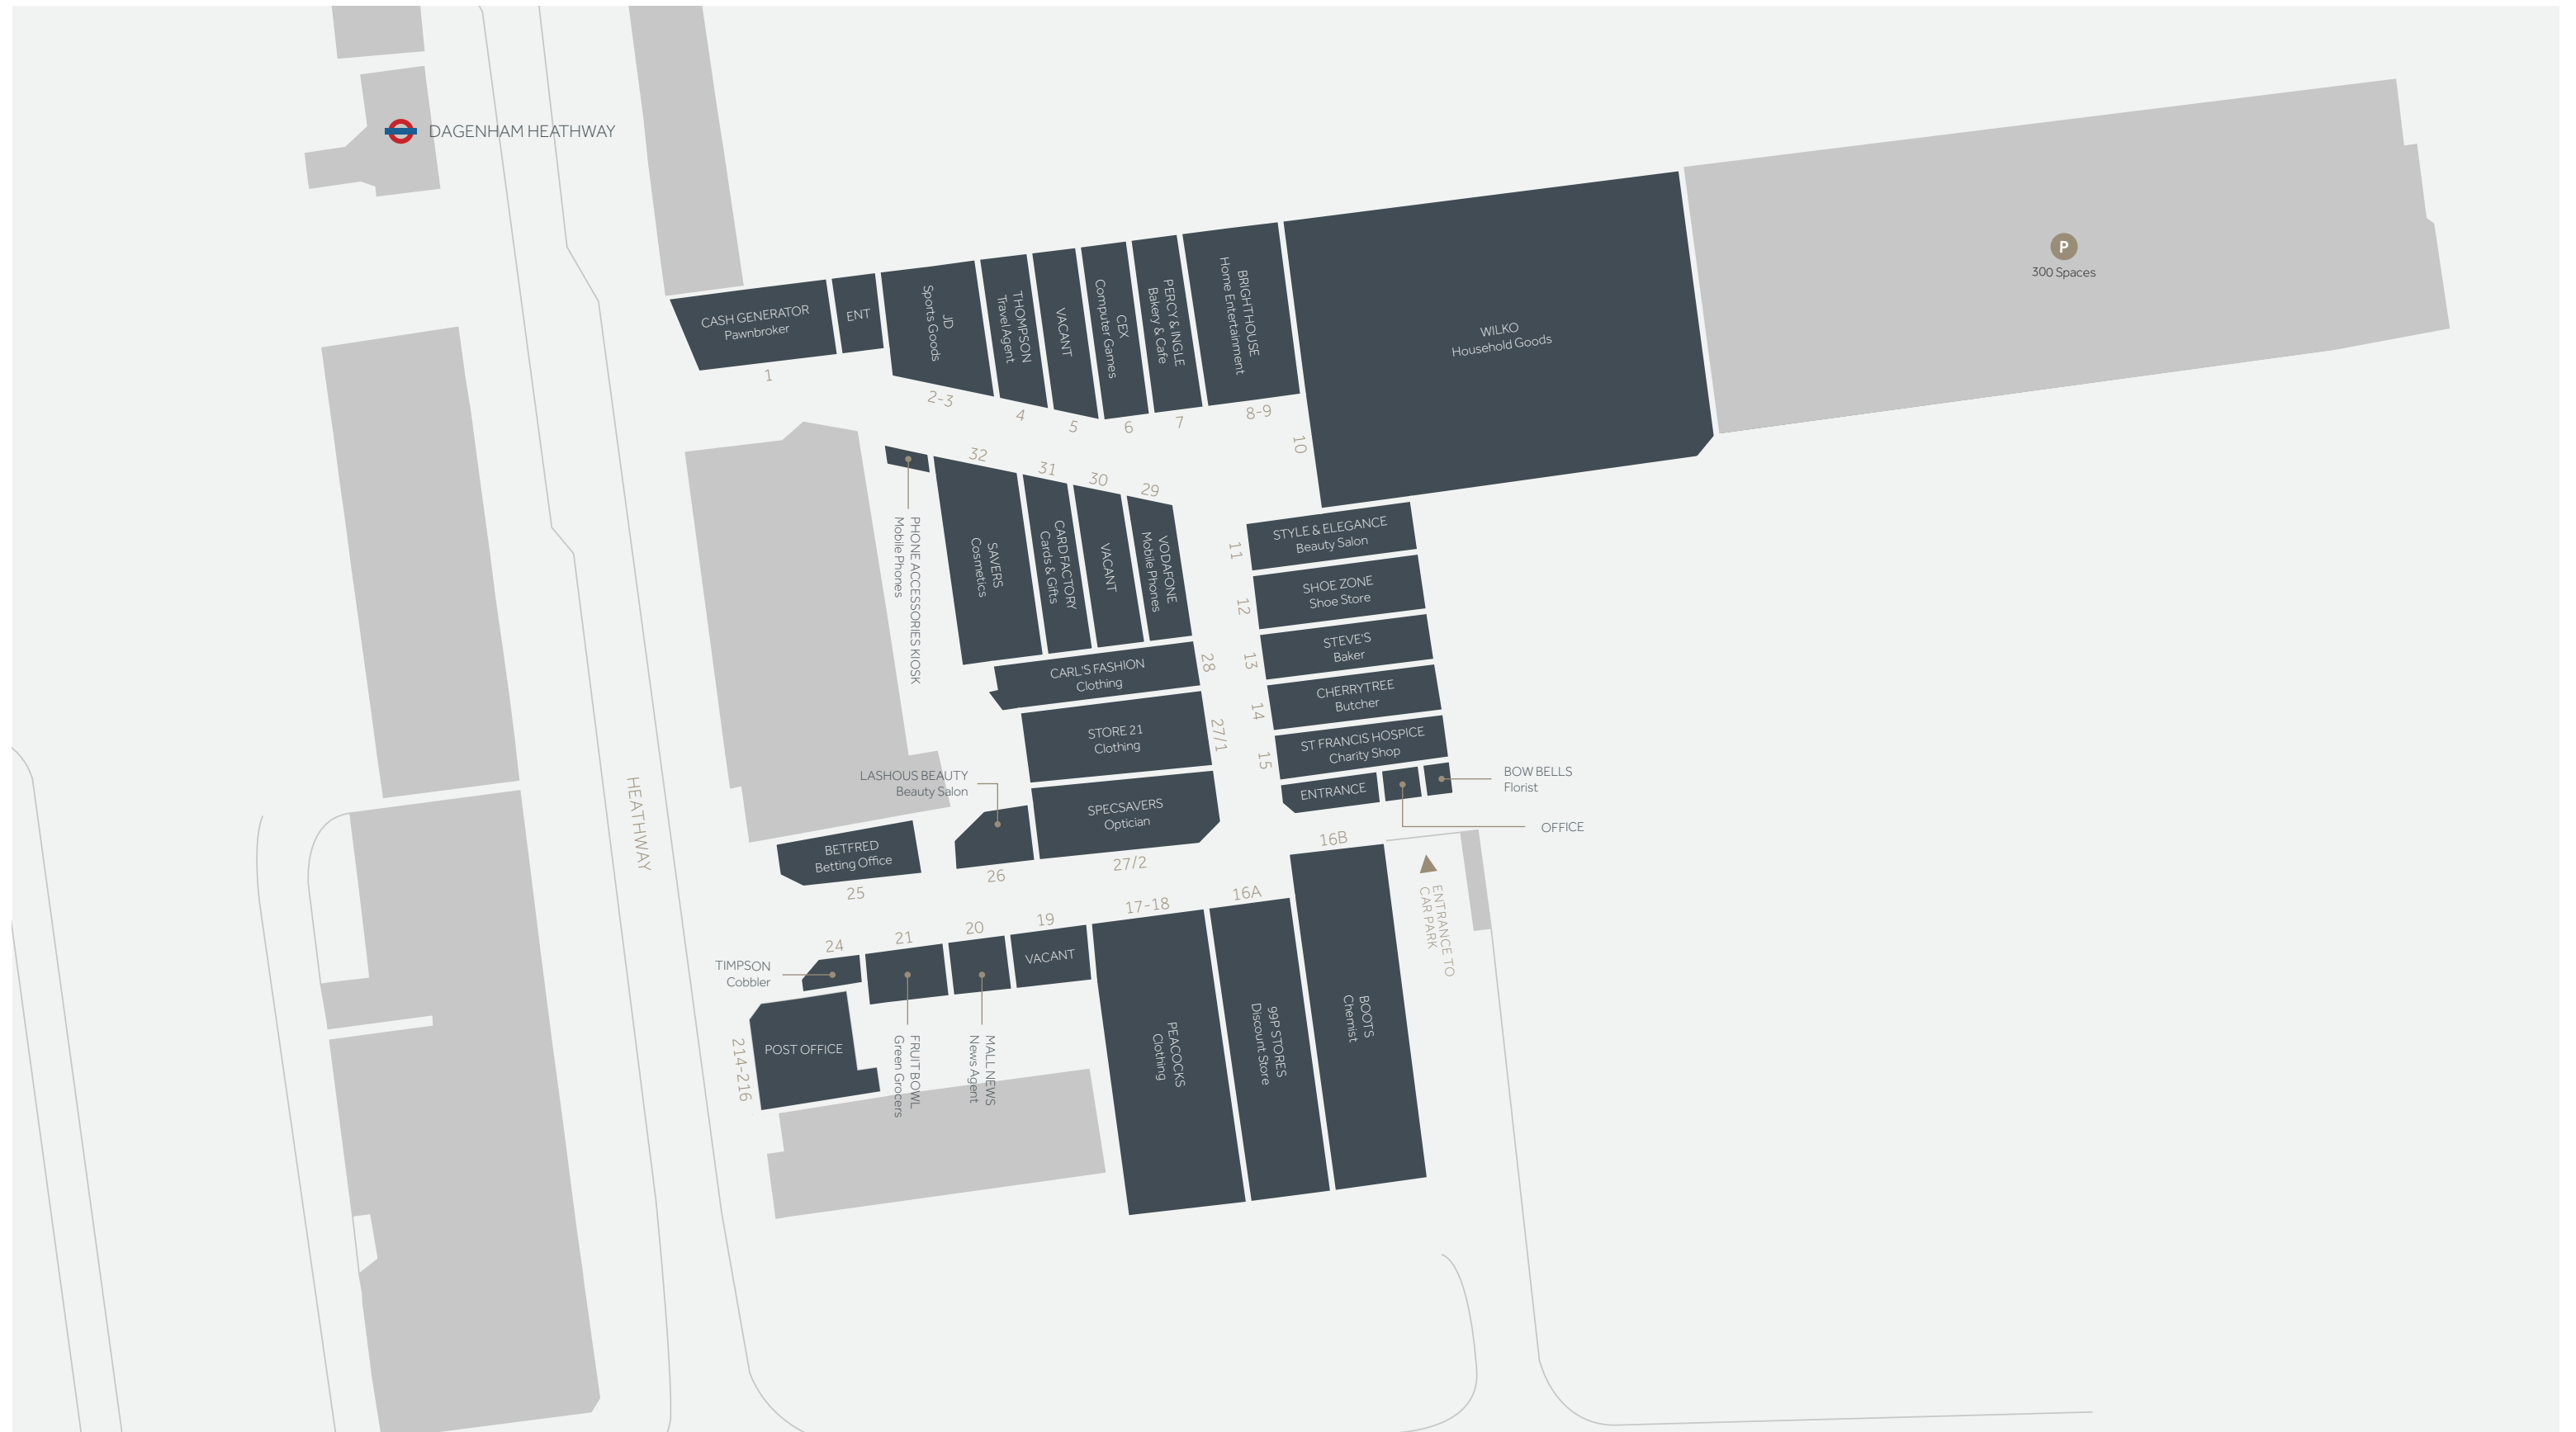 DAGENHAM HEATHWAY
P
300 Spaces
CASH GENERATOR
Pawnbroker
1
ENT
JD
Sports Goods
2-3
THOMPSON
Travel Agent
4
VACANT
5
CEX
Computer Games
6
PERCY & INGLE
Bakery & Cafe
7
BRIGHTHOUSE
Home Entertainment
8-9
WILKO
Household Goods
10
PHONE ACCESSORIES KIOSK
Mobile Phones
32
SAVERS
Cosmetics
31
CARD FACTORY
Cards & Gifts
30
VACANT
29
VODAFONE
Mobile Phones
STYLE & ELEGANCE
Beauty Salon
11
SHOE ZONE
Shoe Store
12
STEVE'S
Baker
13
CHERRYTREE
Butcher
14
ST FRANCIS HOSPICE
Charity Shop
15
CARL'S FASHION
Clothing
28
STORE 21
Clothing
27/1
SPECSAVERS
Optician
27/2
LASHOUS BEAUTY
Beauty Salon
26
BETFRED
Betting Office
25
HEATHWAY
ENTRANCE
BOW BELLS
Florist
OFFICE
16B
BOOTS
Chemist
ENTRANCE TO
CAR PARK
16A
99P STORES
Discount Store
17-18
PEACOCKS
Clothing
19
VACANT
20
MALL NEWS
News Agent
21
FRUIT BOWL
Green Grocers
24
TIMPSON
Cobbler
POST OFFICE
214-216